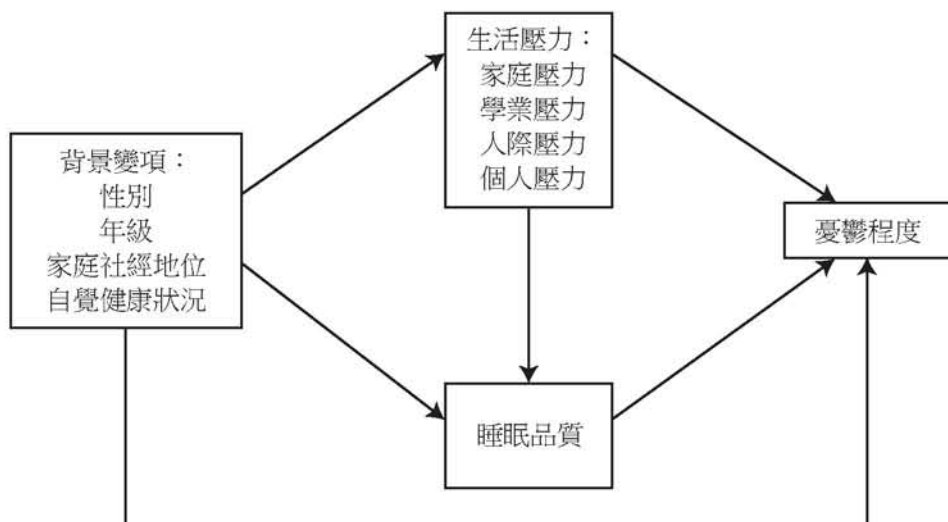 背景變項：
性別
年級
家庭社經地位
自覺健康狀況
生活壓力：
家庭壓力
學業壓力
人際壓力
個人壓力
睡眠品質
憂鬱程度